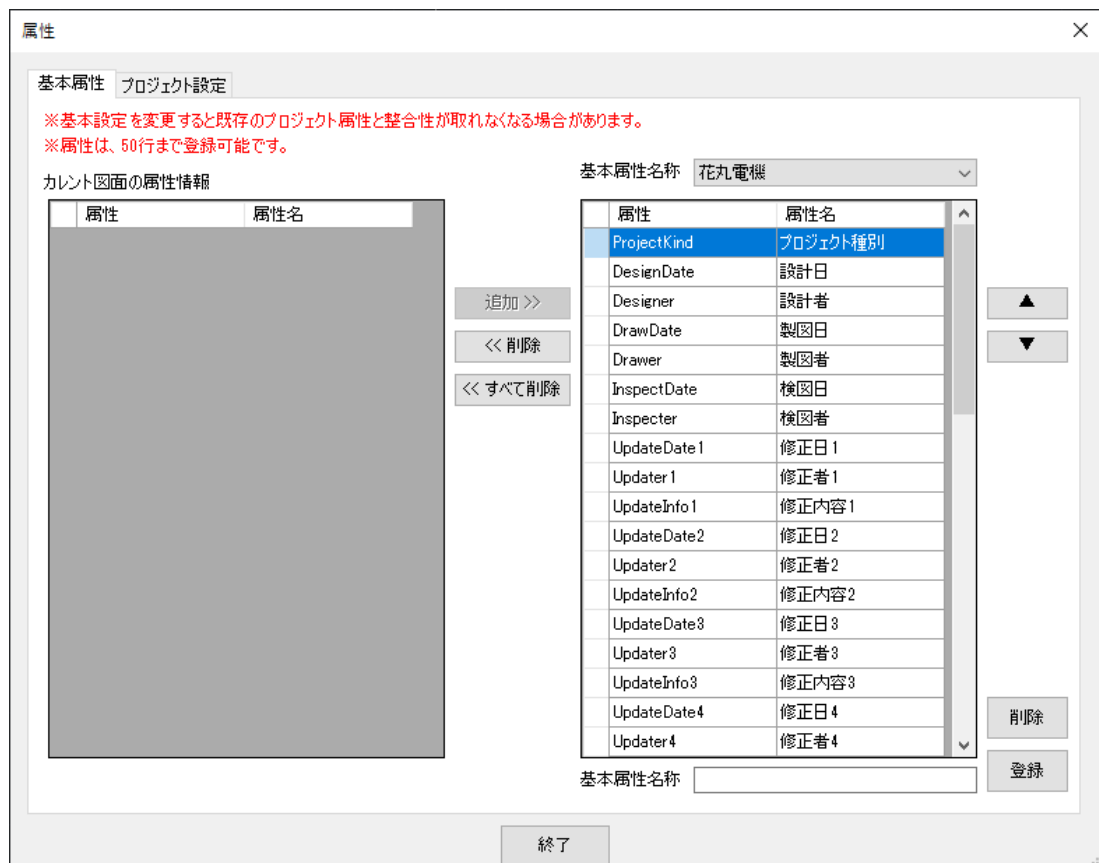 属性
基本属性 プロジェクト設定
※基本設定を変更すると既存のプロジェクト属性と整合性が取れなくなる場合があります。
※属性は、50行まで登録可能です。
基本属性名称 花丸電機
カレント図面の属性情報
属性 属性名
属性 属性名
ProjectKind プロジェクト種別
DesignDate 設計日
Designer 設計者
DrawDate 製図日
Drawer 製図者
InspectDate 検図日
Inspecter 検図者
UpdateDate1 修正日1
Updater1 修正者1
UpdateInfo1 修正内容1
UpdateDate2 修正日2
Updater2 修正者2
UpdateInfo2 修正内容2
UpdateDate3 修正日3
Updater3 修正者3
UpdateInfo3 修正内容3
UpdateDate4 修正日4
Updater4 修正者4
追加 >>
<< 削除
<< すべて削除
▲
▼
削除
登録
基本属性名称
終了